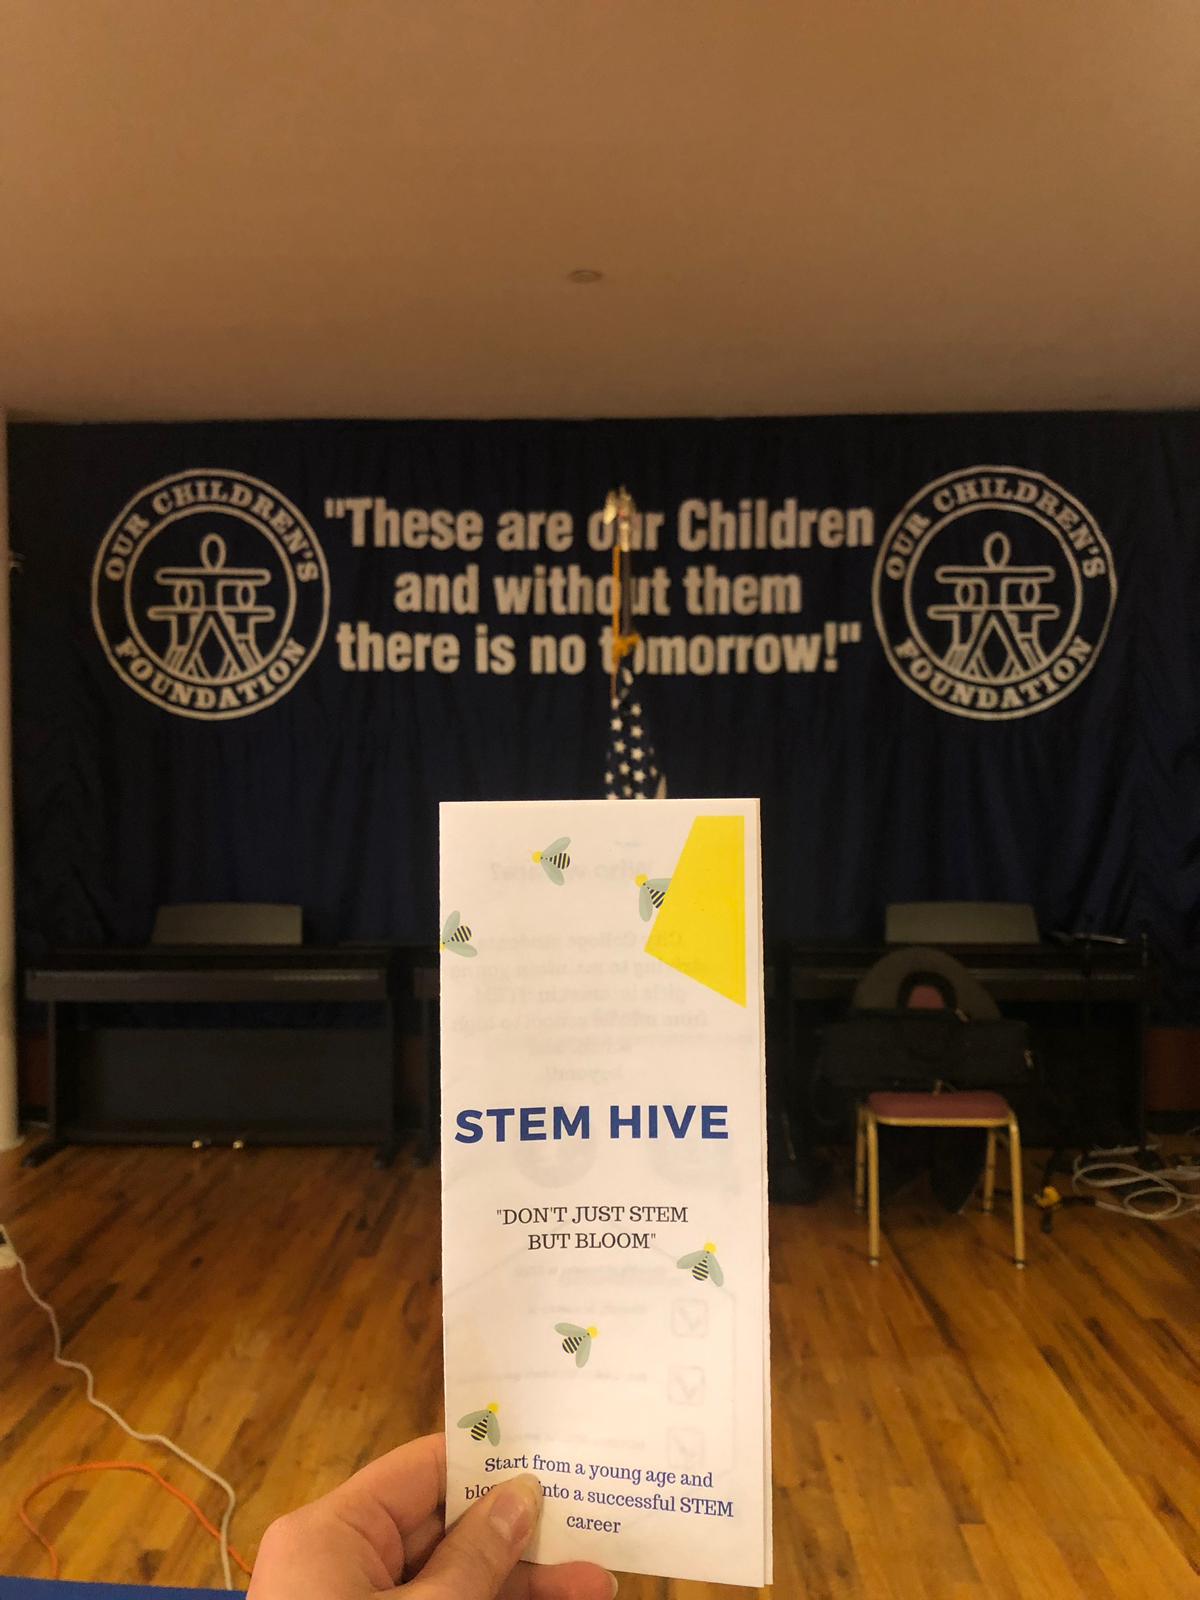 OUR CHILDREN'S
FOUNDATION
"These are our Children
and without them
there is no tomorrow!"
OUR CHILDREN'S
FOUNDATION
STEM HIVE
"DON'T JUST STEM
BUT BLOOM"
Start from a young age and
into a successful STEM
career